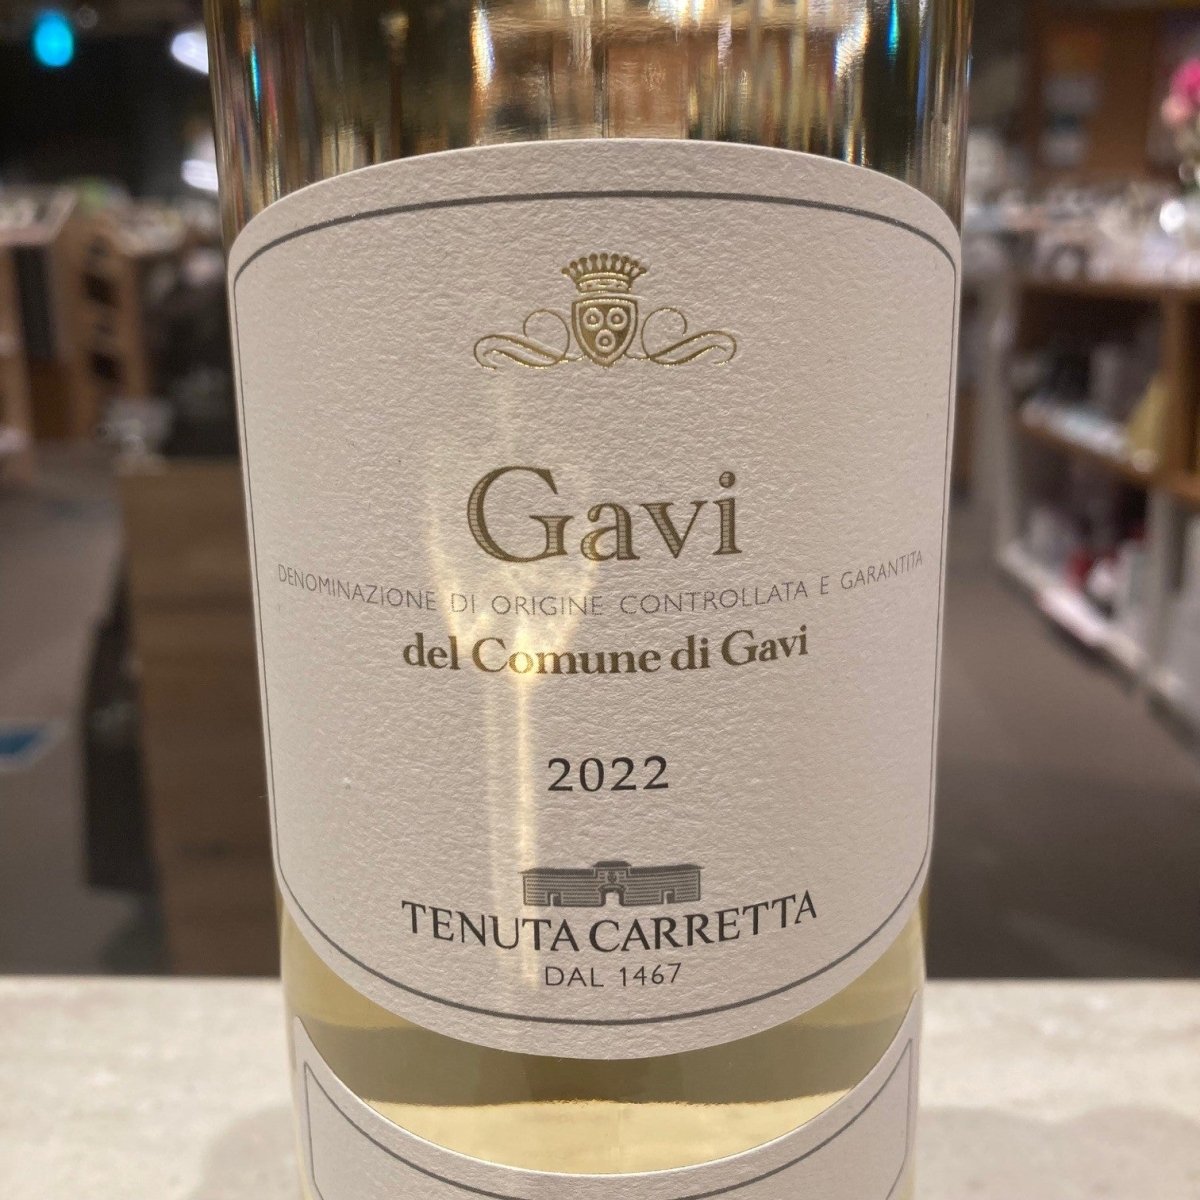 Gavi
DENOMINAZIONE DI ORIGINE CONTROLLATA E GARANTITA
del Comune di Gavi
2022
TENUTA CARRETTA
DAL 1467